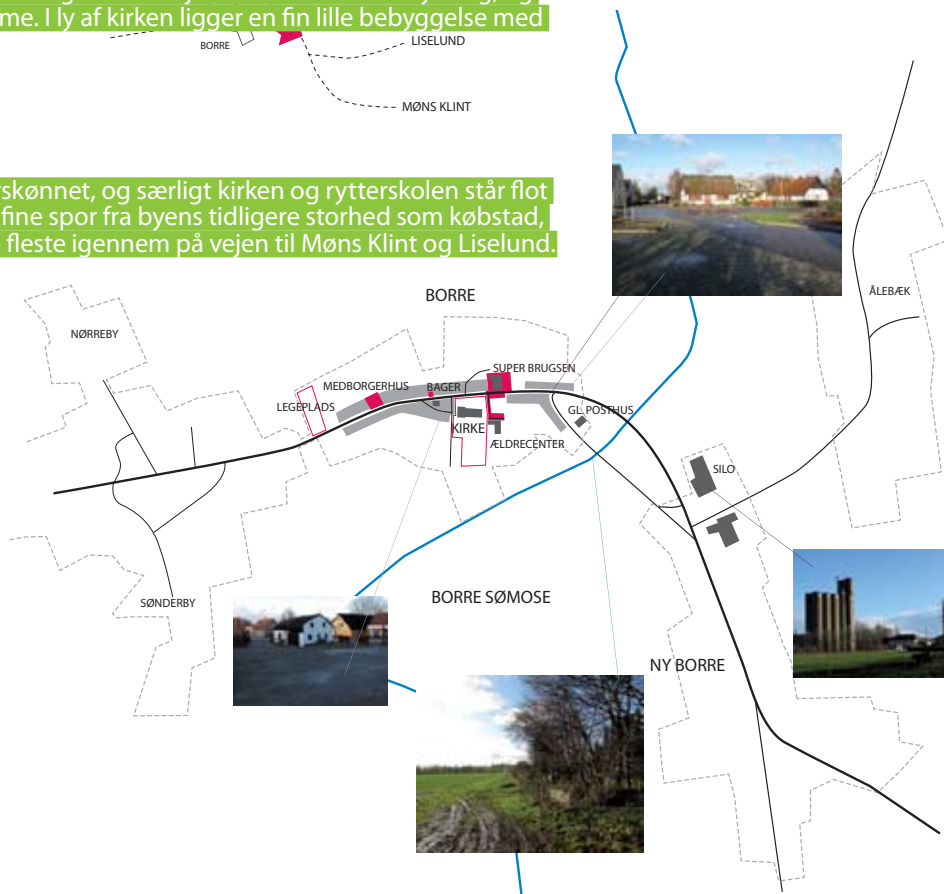 me. I ly af kirken ligger en fin lille bebyggelse med
LISELUND
BORRE
MØNS KLINT
skønnet, og særligt kirken og rytterskolen står flot
fine spor fra byens tidligere storhed som købstad,
fleste igennem på vejen til Møns Klint og Liselund.
BORRE
ÅLEBÆK
NØRREBY
SUPER BRUGSEN
MEDBORGERHUS
BAGER
LEGEPLADS
GL. POSTHUS
KIRKE
ÆLDRECENTER
SILO
BORRE SØMOSE
SØNDERBY
NY BORRE